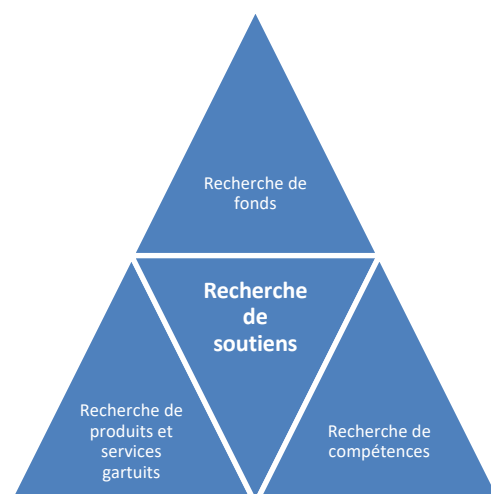 Recherche de
fonds
Recherche
de
soutiens
Recherche de
produits et
services
gartuits
Recherche de
compétences